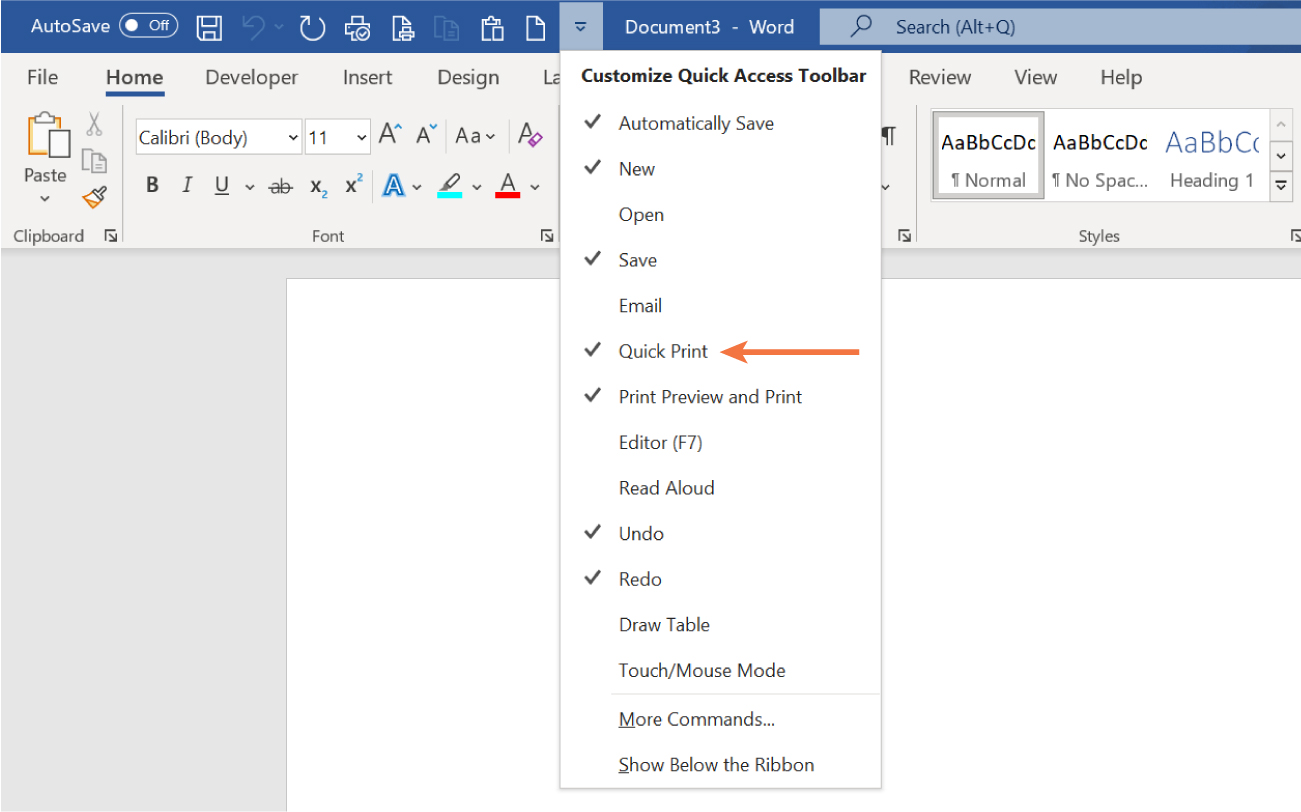 AutoSave Off Document3 - Word Search (Alt+Q)
File Home Developer Insert Design La Review View Help
Customize Quick Access Toolbar
Automatically Save
New
Open
Save
Email
Quick Print
Print Preview and Print
Editor (F7)
Read Aloud
Undo
Redo
Draw Table
Touch/Mouse Mode
More Commands...
Show Below the Ribbon
Paste
Clipboard
Calibri (Body) 11 A A Aa A
B I U ab x2 x2 A A
Font
¶
AaBbCcDc AaBbCcDc AaBbCc
¶ Normal ¶ No Spac... Heading 1
Styles